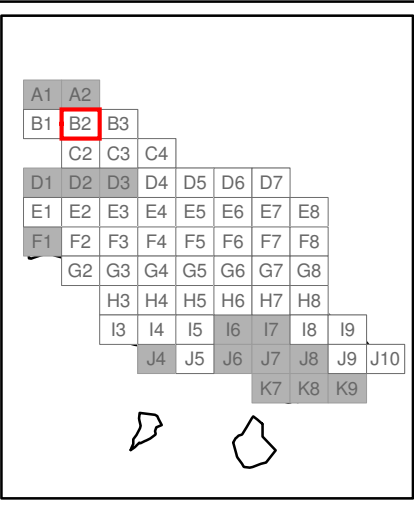 A1 A2
B1 B2 B3
C2 C3 C4
D1 D2 D3 D4 D5 D6 D7
E1 E2 E3 E4 E5 E6 E7 E8
F1 F2 F3 F4 F5 F6 F7 F8
G2 G3 G4 G5 G6 G7 G8
H3 H4 H5 H6 H7 H8
I3 I4 I5 I6 I7 I8 I9
J4 J5 J6 J7 J8 J9 J10
K7 K8 K9